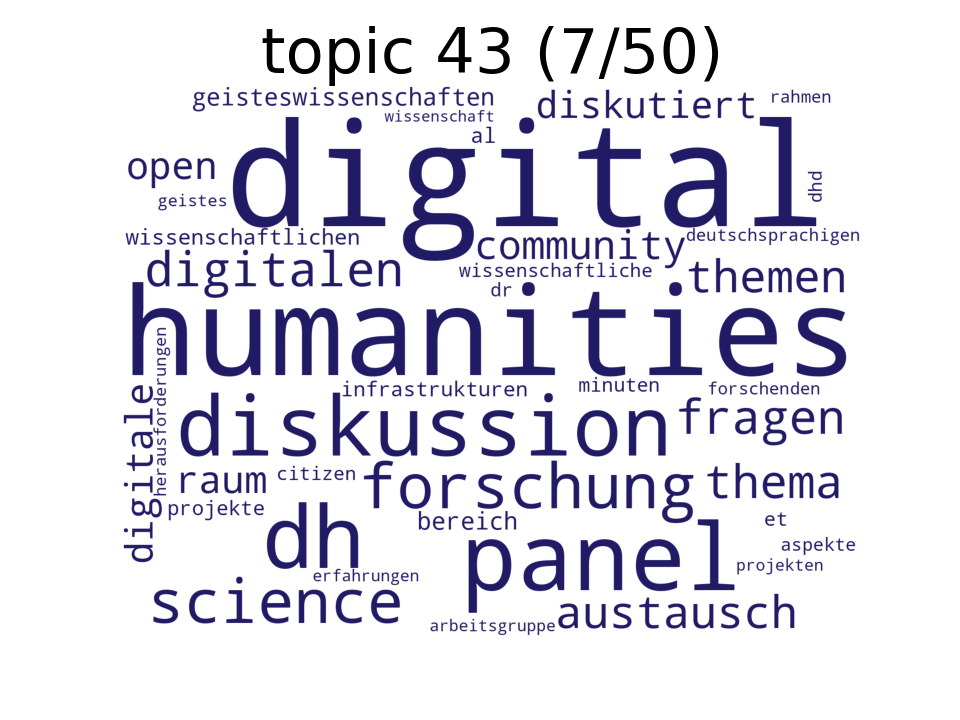 topic 43 (7/50)
geisteswissenschaften
diskutiert
rahmen
wissenschaft
al
digital
open
dhd
geistes
wissenschaftlichen
community
deutschsprachigen
digitalen
wissenschaftliche
themen
dr
humanities
herausforderungen
infrastrukturen
minuten
forschenden
digitale
diskussion
fragen
raum
citizen
forschung
thema
projekte
dh
bereich
panel
et
aspekte
projekten
erfahrungen
science
arbeitsgruppe
austausch